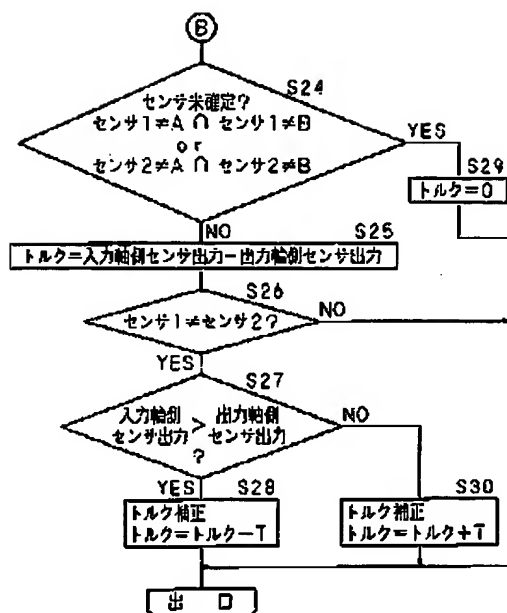 B
S24
センサ未確定?
センサ1≠A ∩ センサ1≠B
or
センサ2≠A ∩ センサ2≠B
YES
S29
トルク=0
NO
S25
トルク=入力軸側センサ出力-出力軸側センサ出力
S26
センサ1≠センサ2?
NO
YES
S27
入力軸側 > 出力軸側
センサ出力 センサ出力
?
NO
YES
S28
トルク補正
トルク=トルク-T
S30
トルク補正
トルク=トルク+T
出 口